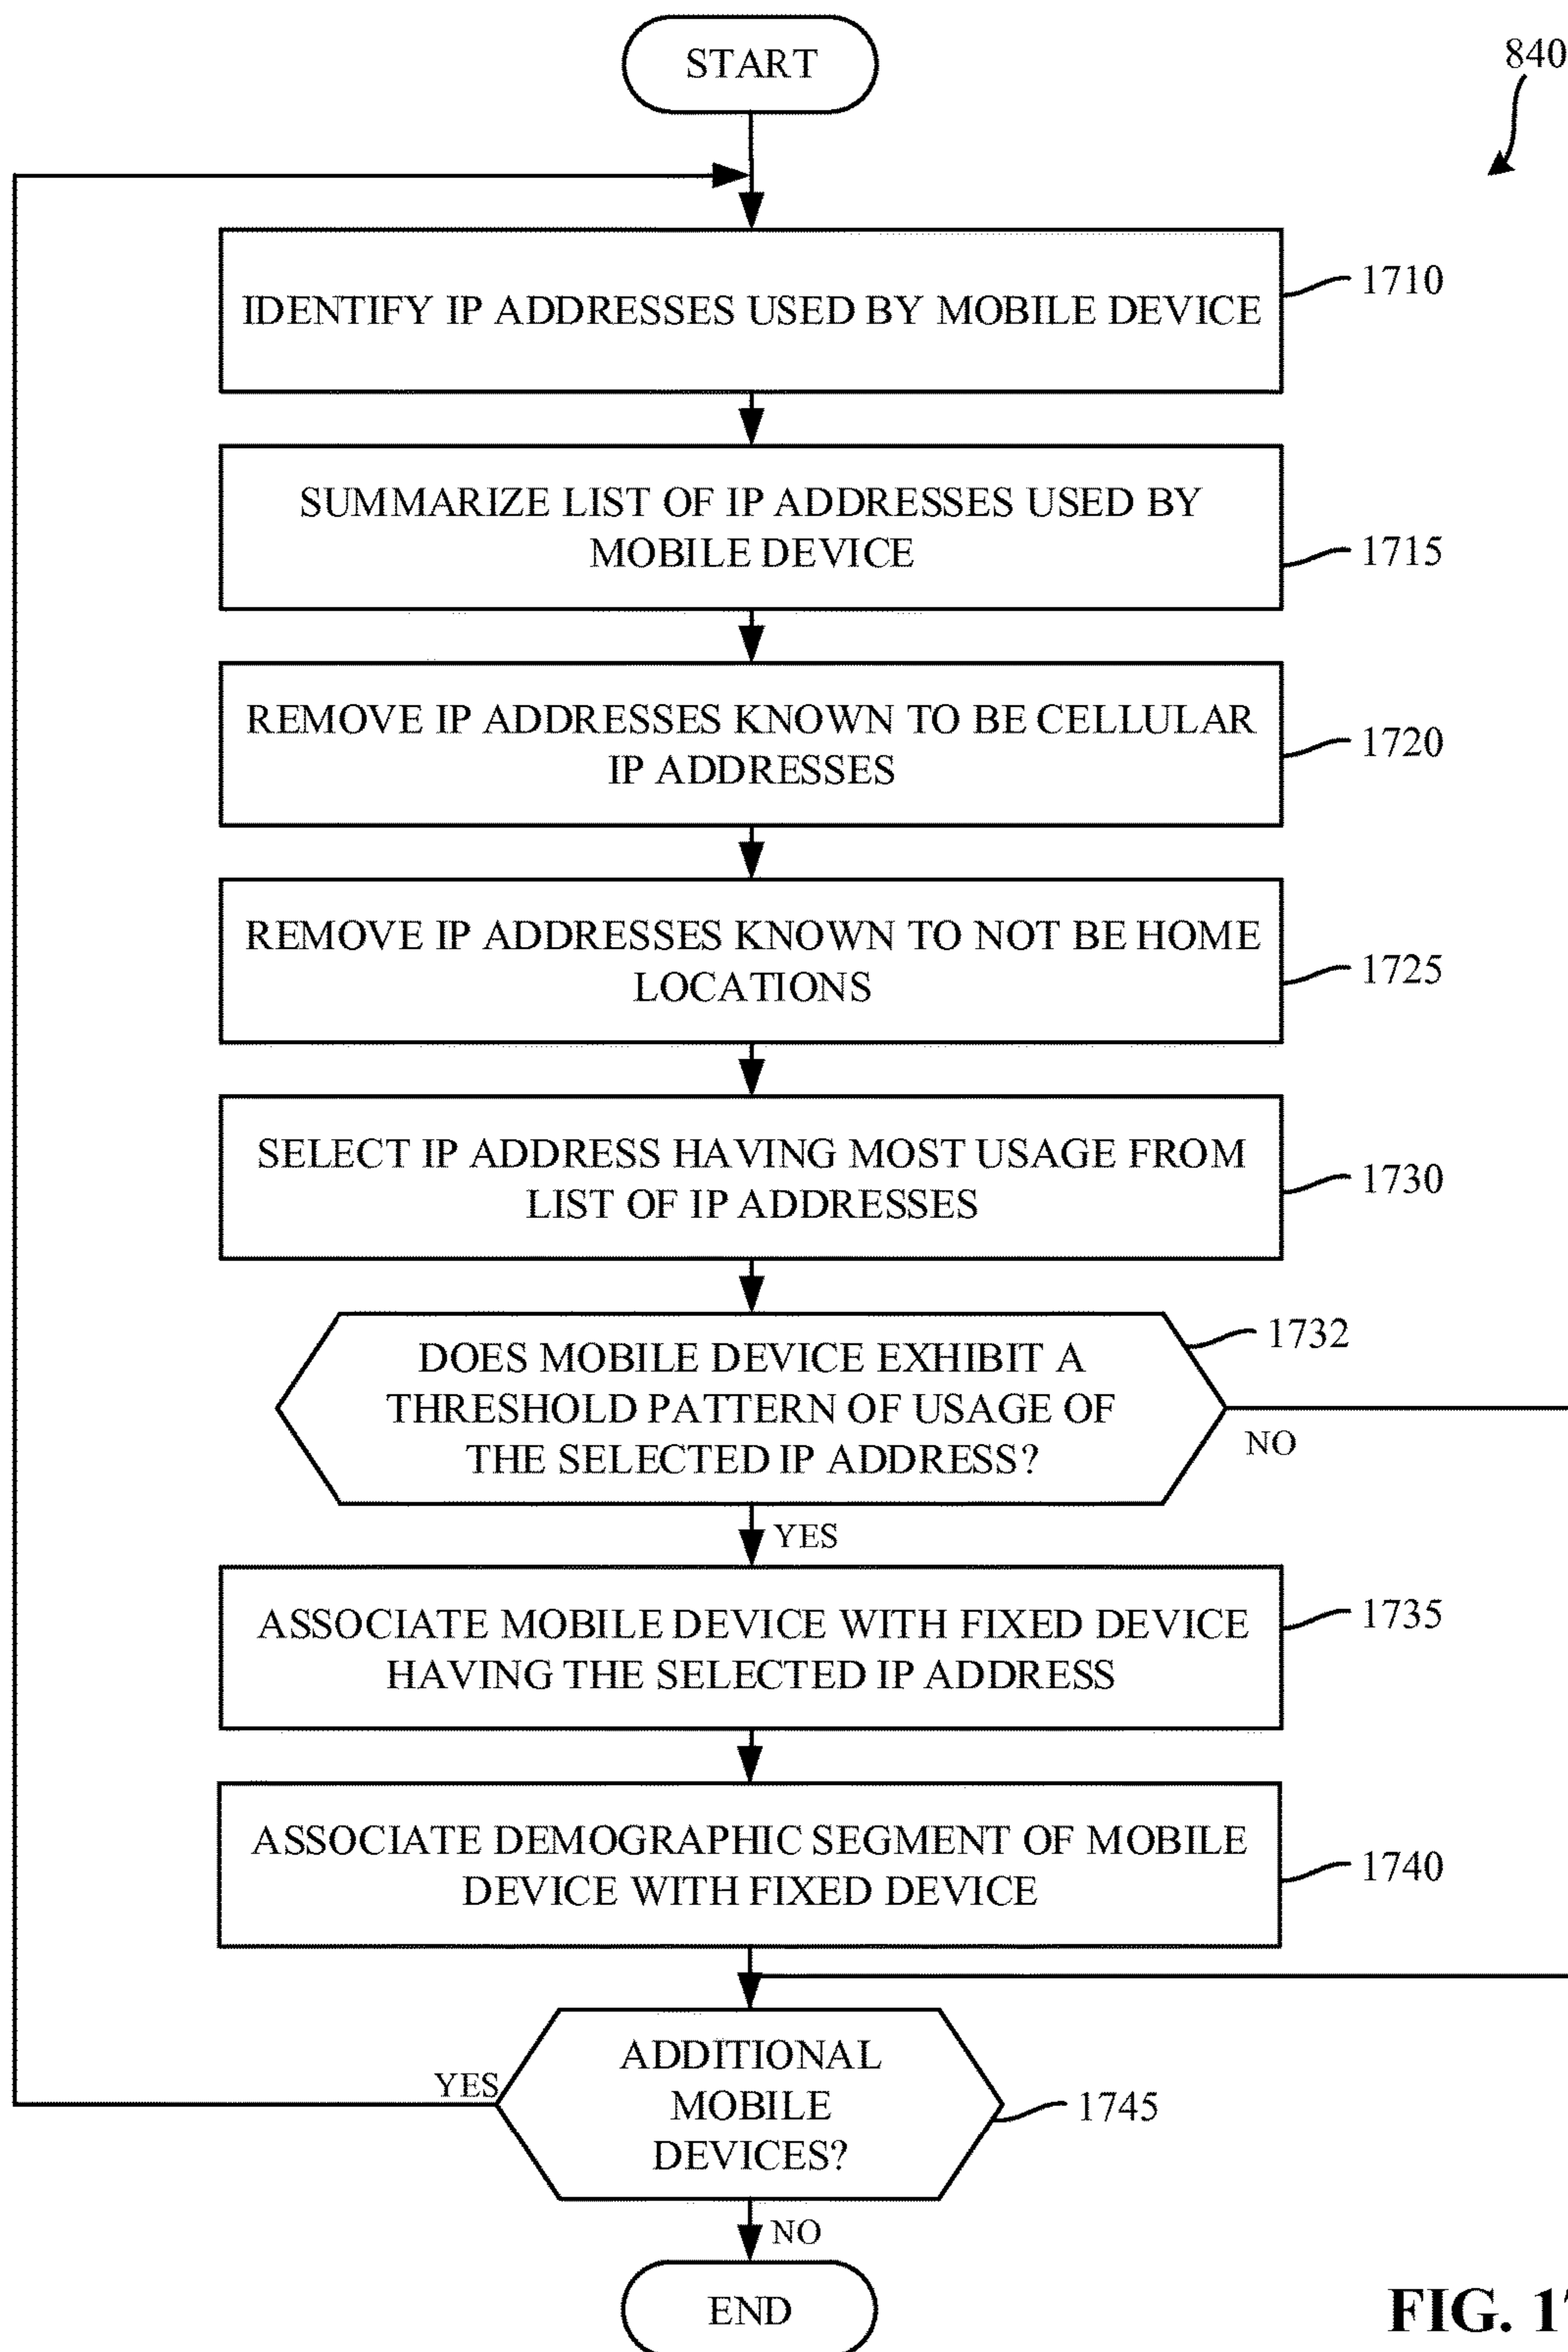 START
840
IDENTIFY IP ADDRESSES USED BY MOBILE DEVICE
1710
SUMMARIZE LIST OF IP ADDRESSES USED BY
MOBILE DEVICE
1715
REMOVE IP ADDRESSES KNOWN TO BE CELLULAR
IP ADDRESSES
1720
REMOVE IP ADDRESSES KNOWN TO NOT BE HOME
LOCATIONS
1725
SELECT IP ADDRESS HAVING MOST USAGE FROM
LIST OF IP ADDRESSES
1730
DOES MOBILE DEVICE EXHIBIT A
THRESHOLD PATTERN OF USAGE OF
THE SELECTED IP ADDRESS?
1732
NO
YES
ASSOCIATE MOBILE DEVICE WITH FIXED DEVICE
HAVING THE SELECTED IP ADDRESS
1735
ASSOCIATE DEMOGRAPHIC SEGMENT OF MOBILE
DEVICE WITH FIXED DEVICE
1740
YES
ADDITIONAL
MOBILE
DEVICES?
1745
NO
END
FIG. 17